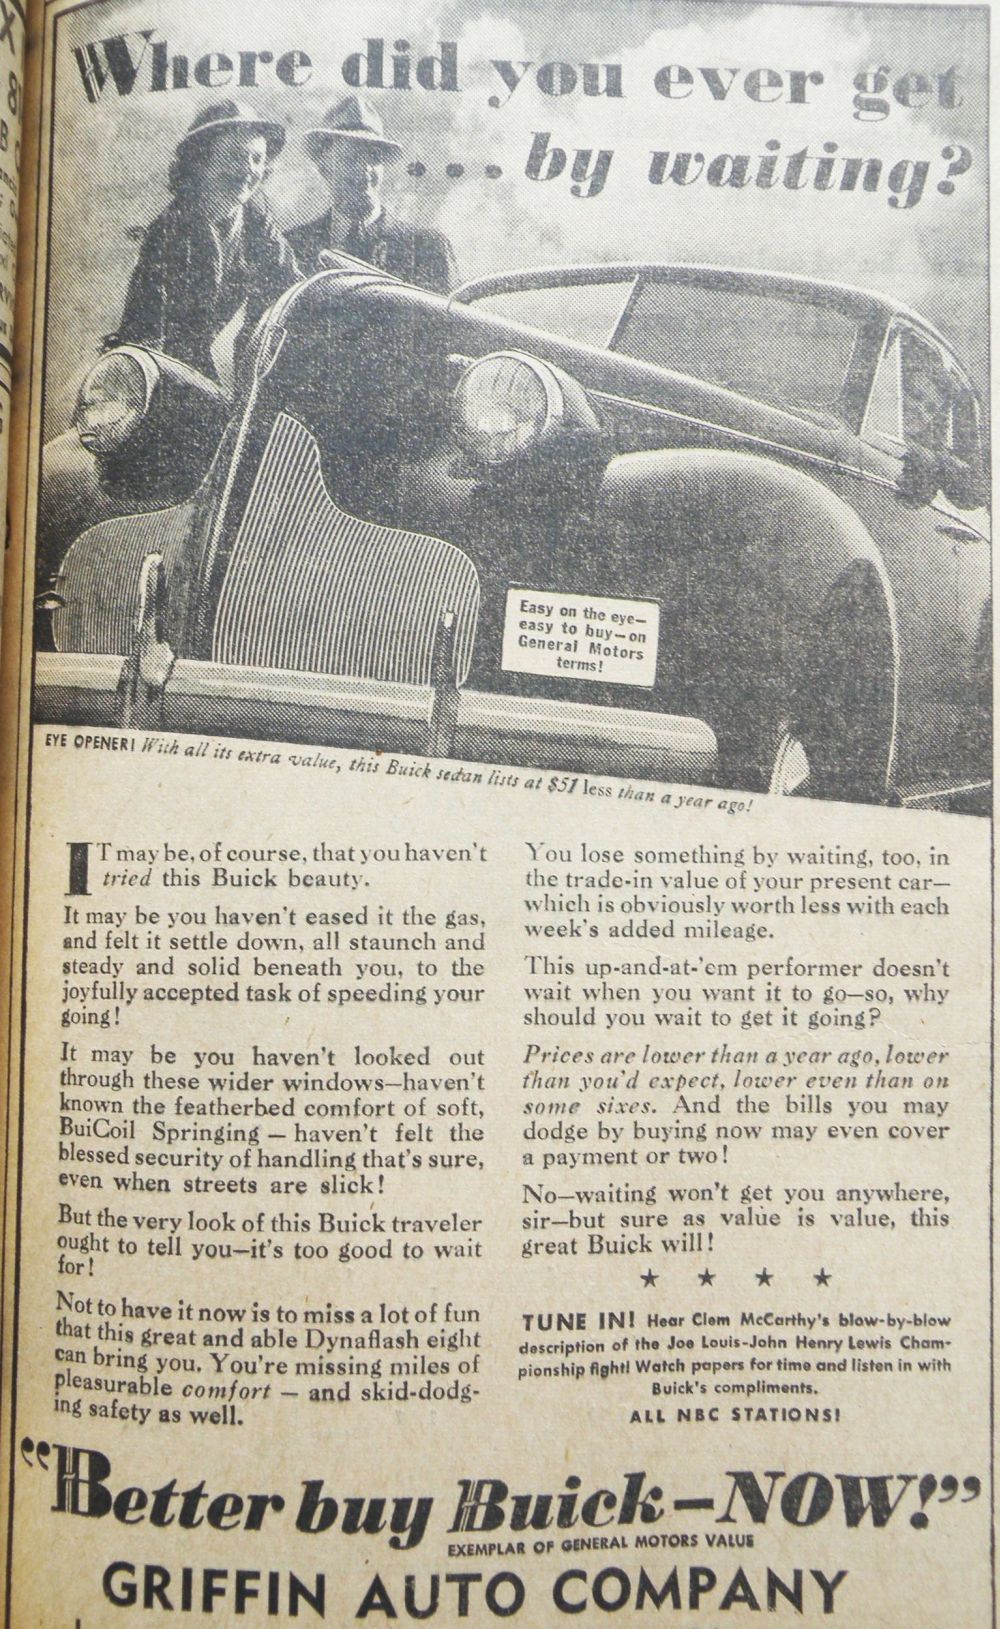 Where did you ever get
...by waiting?
Easy on the eye—
easy to buy—on
General Motors
terms!
EYE OPENER! With all its extra value, this Buick sedan lists at $51 less than a year ago!
IT may be, of course, that you haven't
tried this Buick beauty.
It may be you haven't eased it the gas,
and felt it settle down, all staunch and
steady and solid beneath you, to the
joyfully accepted task of speeding your
going!
It may be you haven't looked out
through these wider windows—haven't
known the featherbed comfort of soft,
BuiCoil Springing — haven't felt the
blessed security of handling that's sure,
even when streets are slick!
But the very look of this Buick traveler
ought to tell you—it's too good to wait
for!
Not to have it now is to miss a lot of fun
that this great and able Dynaflash eight
can bring you. You're missing miles of
pleasurable comfort — and skid-dodg-
ing safety as well.
You lose something by waiting, too, in
the trade-in value of your present car—
which is obviously worth less with each
week's added mileage.
This up-and-at-'em performer doesn't
wait when you want it to go—so, why
should you wait to get it going?
Prices are lower than a year ago, lower
than you'd expect, lower even than on
some sixes. And the bills you may
dodge by buying now may even cover
a payment or two!
No—waiting won't get you anywhere,
sir—but sure as value is value, this
great Buick will!
★ ★ ★ ★
TUNE IN! Hear Clem McCarthy's blow-by-blow
description of the Joe Louis-John Henry Lewis Cham-
pionship fight! Watch papers for time and listen in with
Buick's compliments.
ALL NBC STATIONS!
"Better buy Buick—NOW!"
EXEMPLAR OF GENERAL MOTORS VALUE
GRIFFIN AUTO COMPANY